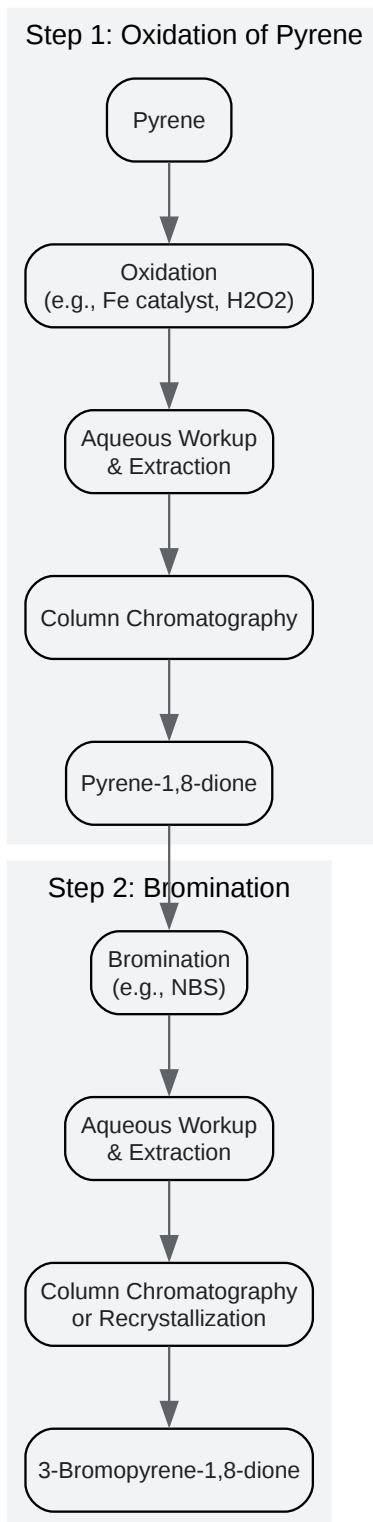 Step 1: Oxidation of Pyrene
Pyrene
Oxidation
(e.g., Fe catalyst, H2O2)
Aqueous Workup
& Extraction
Column Chromatography
Pyrene-1,8-dione
Step 2: Bromination
Bromination
(e.g., NBS)
Aqueous Workup
& Extraction
Column Chromatography
or Recrystallization
3-Bromopyrene-1,8-dione